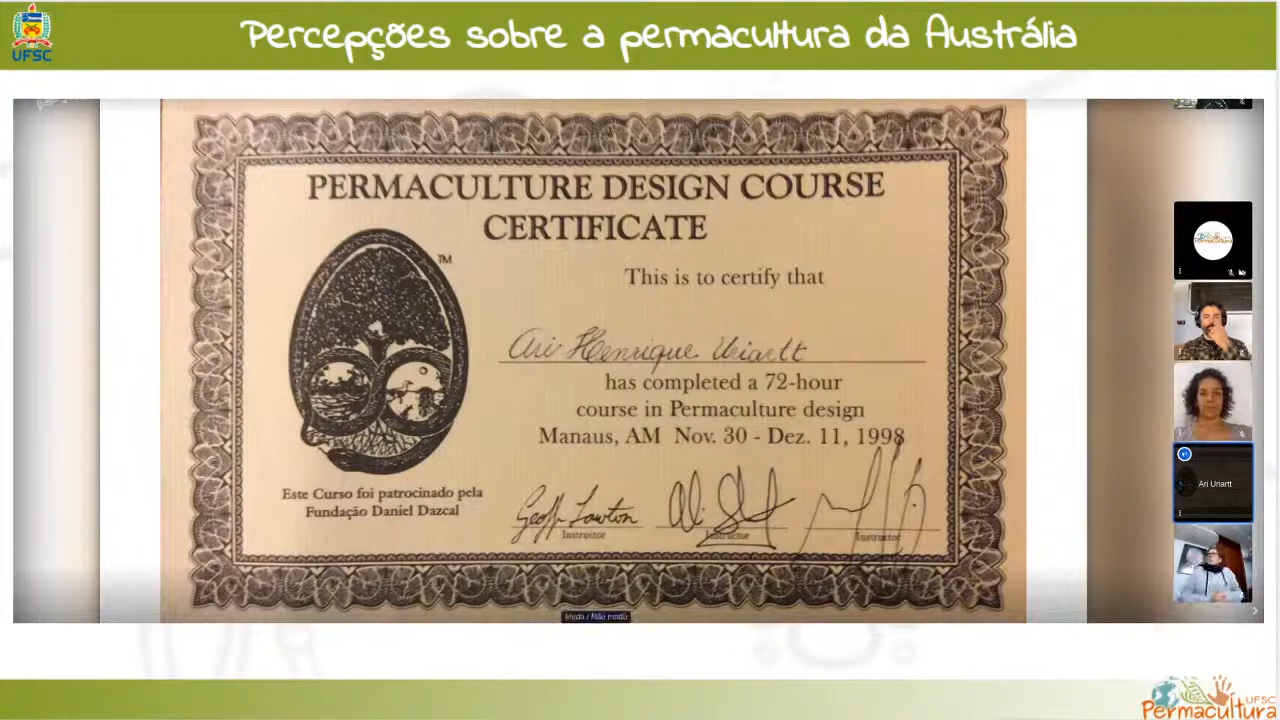 UFSC
Percepções sobre a permacultura da Austrália
PERMACULTURE DESIGN COURSE
CERTIFICATE
TM
This is to certify that
Ari Henrique Uriartt
has completed a 72-hour
course in Permaculture design
Manaus, AM Nov. 30 - Dez. 11, 1998
Este Curso foi patrocinado pela
Fundação Daniel Dazcal
Geoff Lawton
Instructor
Instructor
Instructor
Permacultura
Ari Uriartt
UFSC
Permacultura